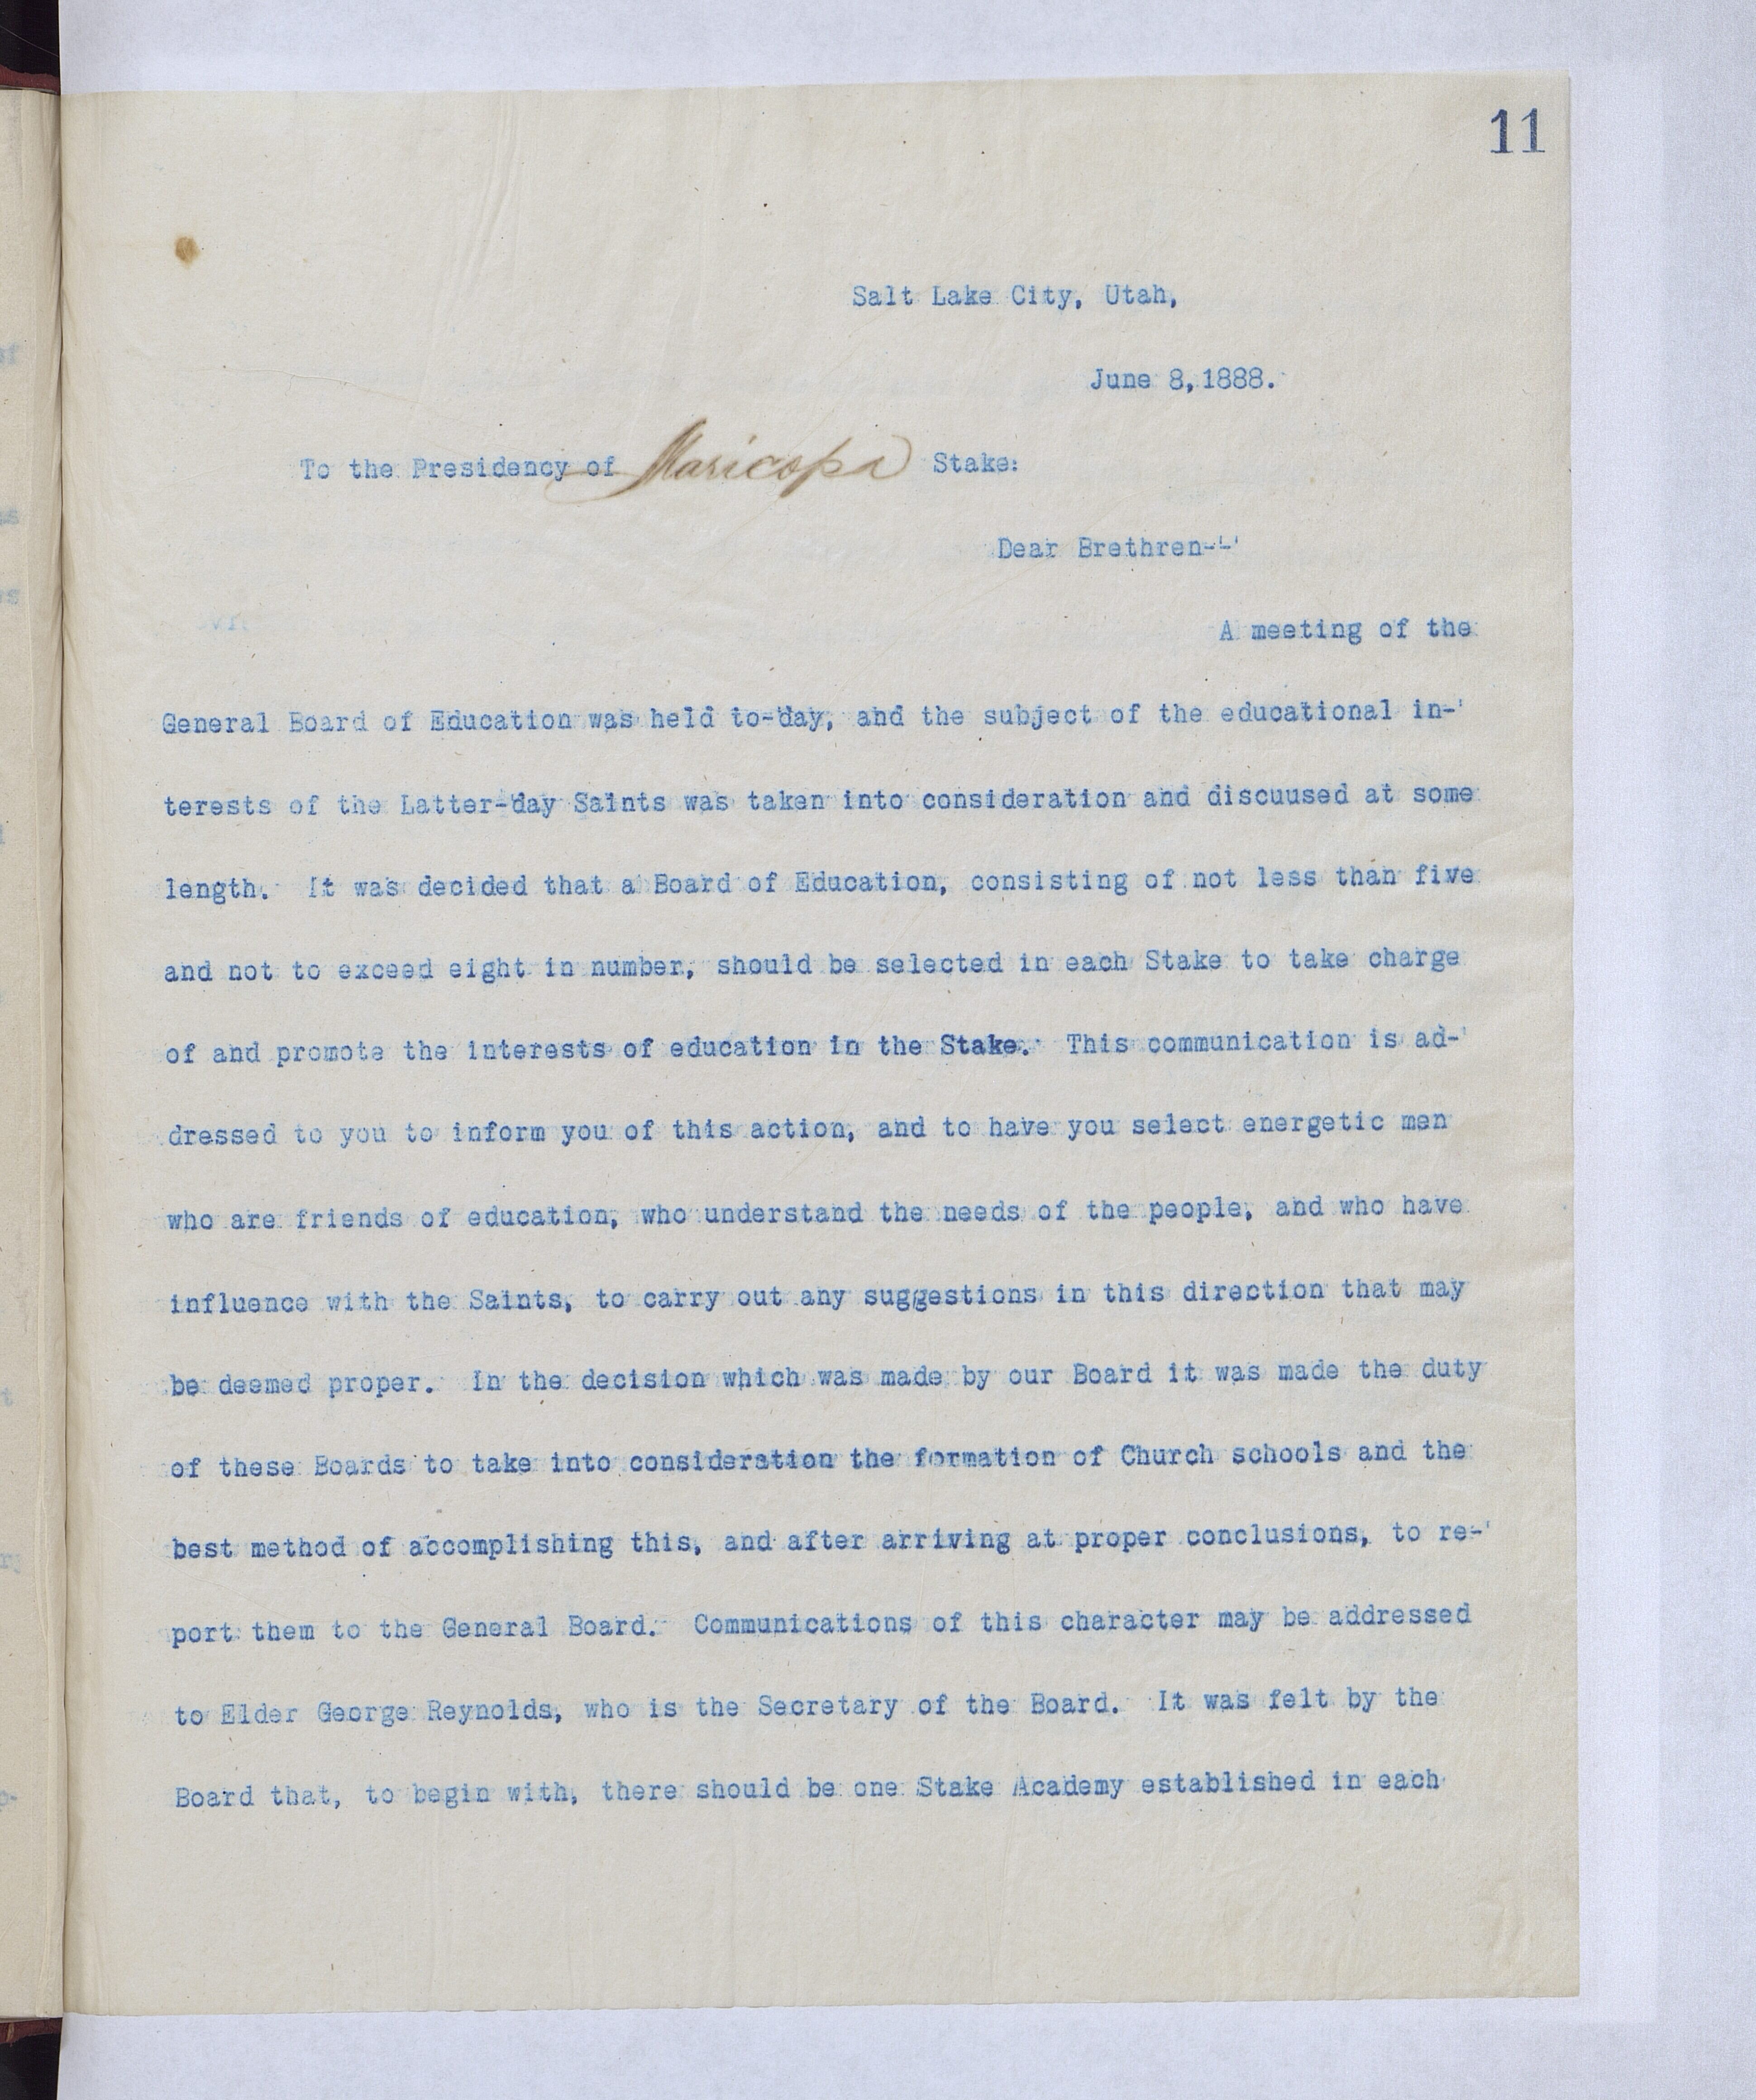 11
Salt Lake City, Utah,
June 8, 1888.
To the Presidency of Maricopa Stake:
Dear Brethren--
A meeting of the
General Board of Education was held to-day, and the subject of the educational in-
terests of the Latter-day Saints was taken into consideration and discuused at some
length. It was decided that a Board of Education, consisting of not less than five
and not to exceed eight in number, should be selected in each Stake to take charge
of and promote the interests of education in the Stake. This communication is ad-
dressed to you to inform you of this action, and to have you select energetic men
who are friends of education, who understand the needs of the people, and who have
influence with the Saints, to carry out any suggestions in this direction that may
be deemed proper. In the decision which was made by our Board it was made the duty
of these Boards to take into consideration the formation of Church schools and the
best method of accomplishing this, and after arriving at proper conclusions, to re-
port them to the General Board. Communications of this character may be addressed
to Elder George Reynolds, who is the Secretary of the Board. It was felt by the
Board that, to begin with, there should be one Stake Academy established in each